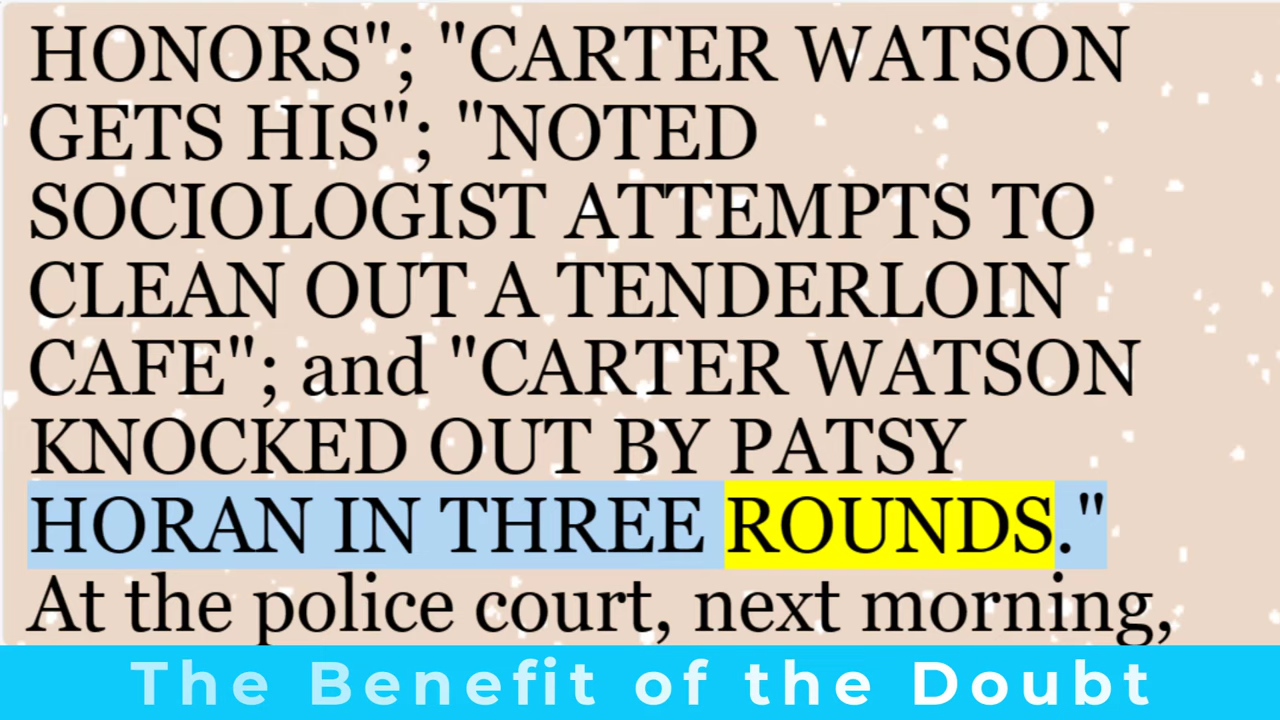 HONORS"; "CARTER WATSON
GETS HIS"; "NOTED
SOCIOLOGIST ATTEMPTS TO
CLEAN OUT A TENDERLOIN
CAFE"; and "CARTER WATSON
KNOCKED OUT BY PATSY
HORAN IN THREE ROUNDS."
At the police court, next morning,
The Benefit of the Doubt